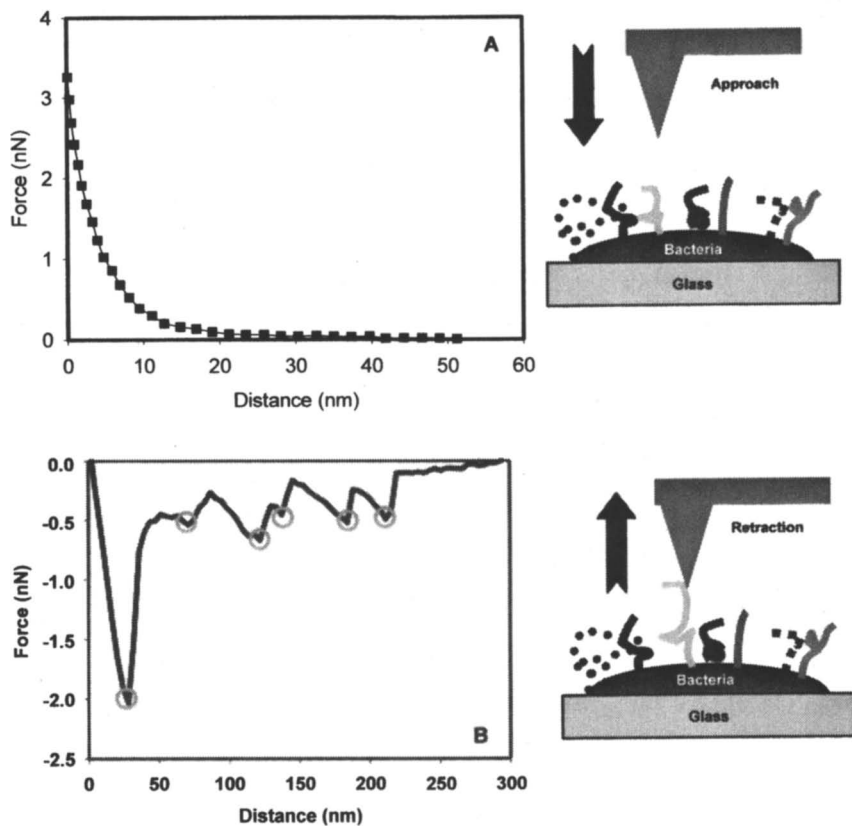 A
4
3
2
1
0
Force (nN)
0 10 20 30 40 50 60
Distance (nm)
Approach
Bacteria
Glass
0.0
-0.5
-1.0
-1.5
-2.0
-2.5
Force (nN)
B
0 50 100 150 200 250 300
Distance (nm)
Retraction
Bacteria
Glass